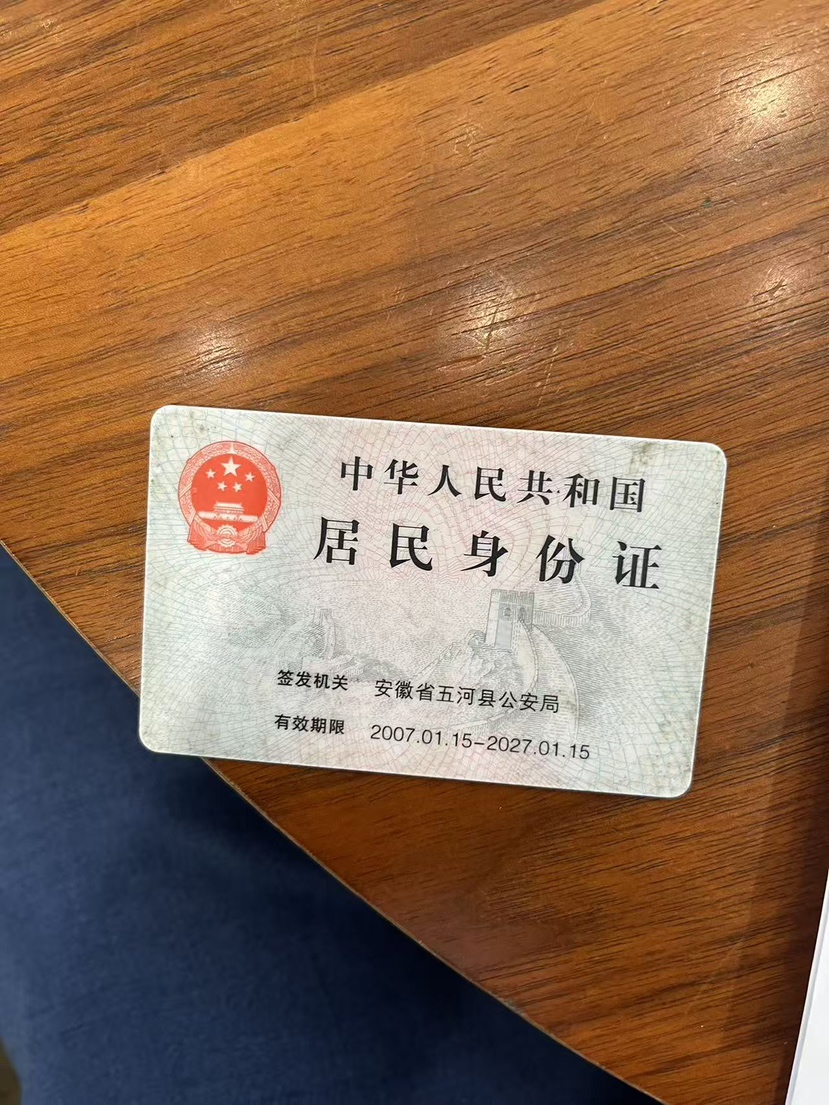 中华人民共和国
居民身份证
签发机关 安徽省五河县公安局
有效期限 2007.01.15-2027.01.15